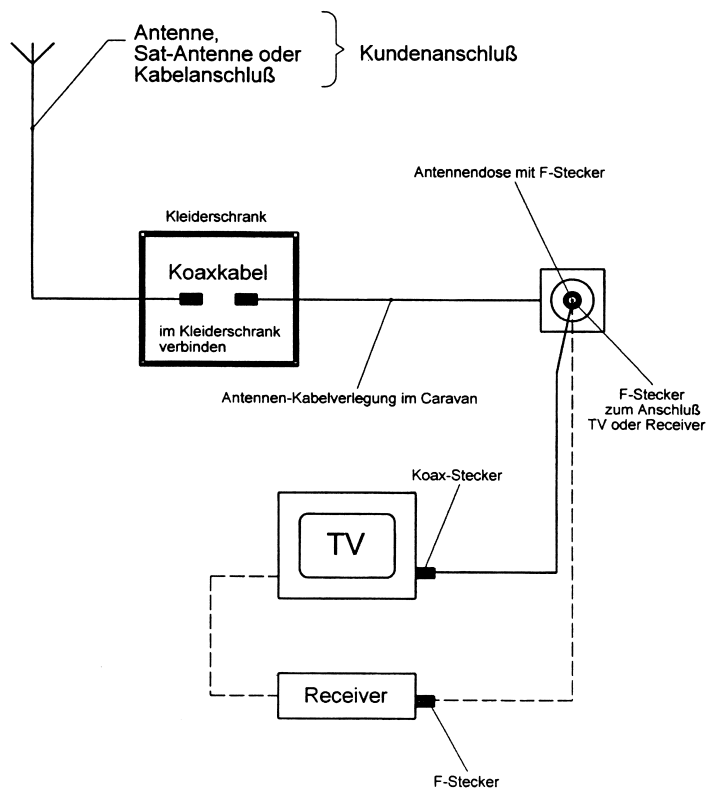 Antenne,
Sat-Antenne oder
Kabelanschluß
Kundenanschluß
Antennendose mit F-Stecker
Kleiderschrank
Koaxkabel
im Kleiderschrank
verbinden
Antennen-Kabelverlegung im Caravan
F-Stecker
zum Anschluß
TV oder Receiver
Koax-Stecker
TV
Receiver
F-Stecker